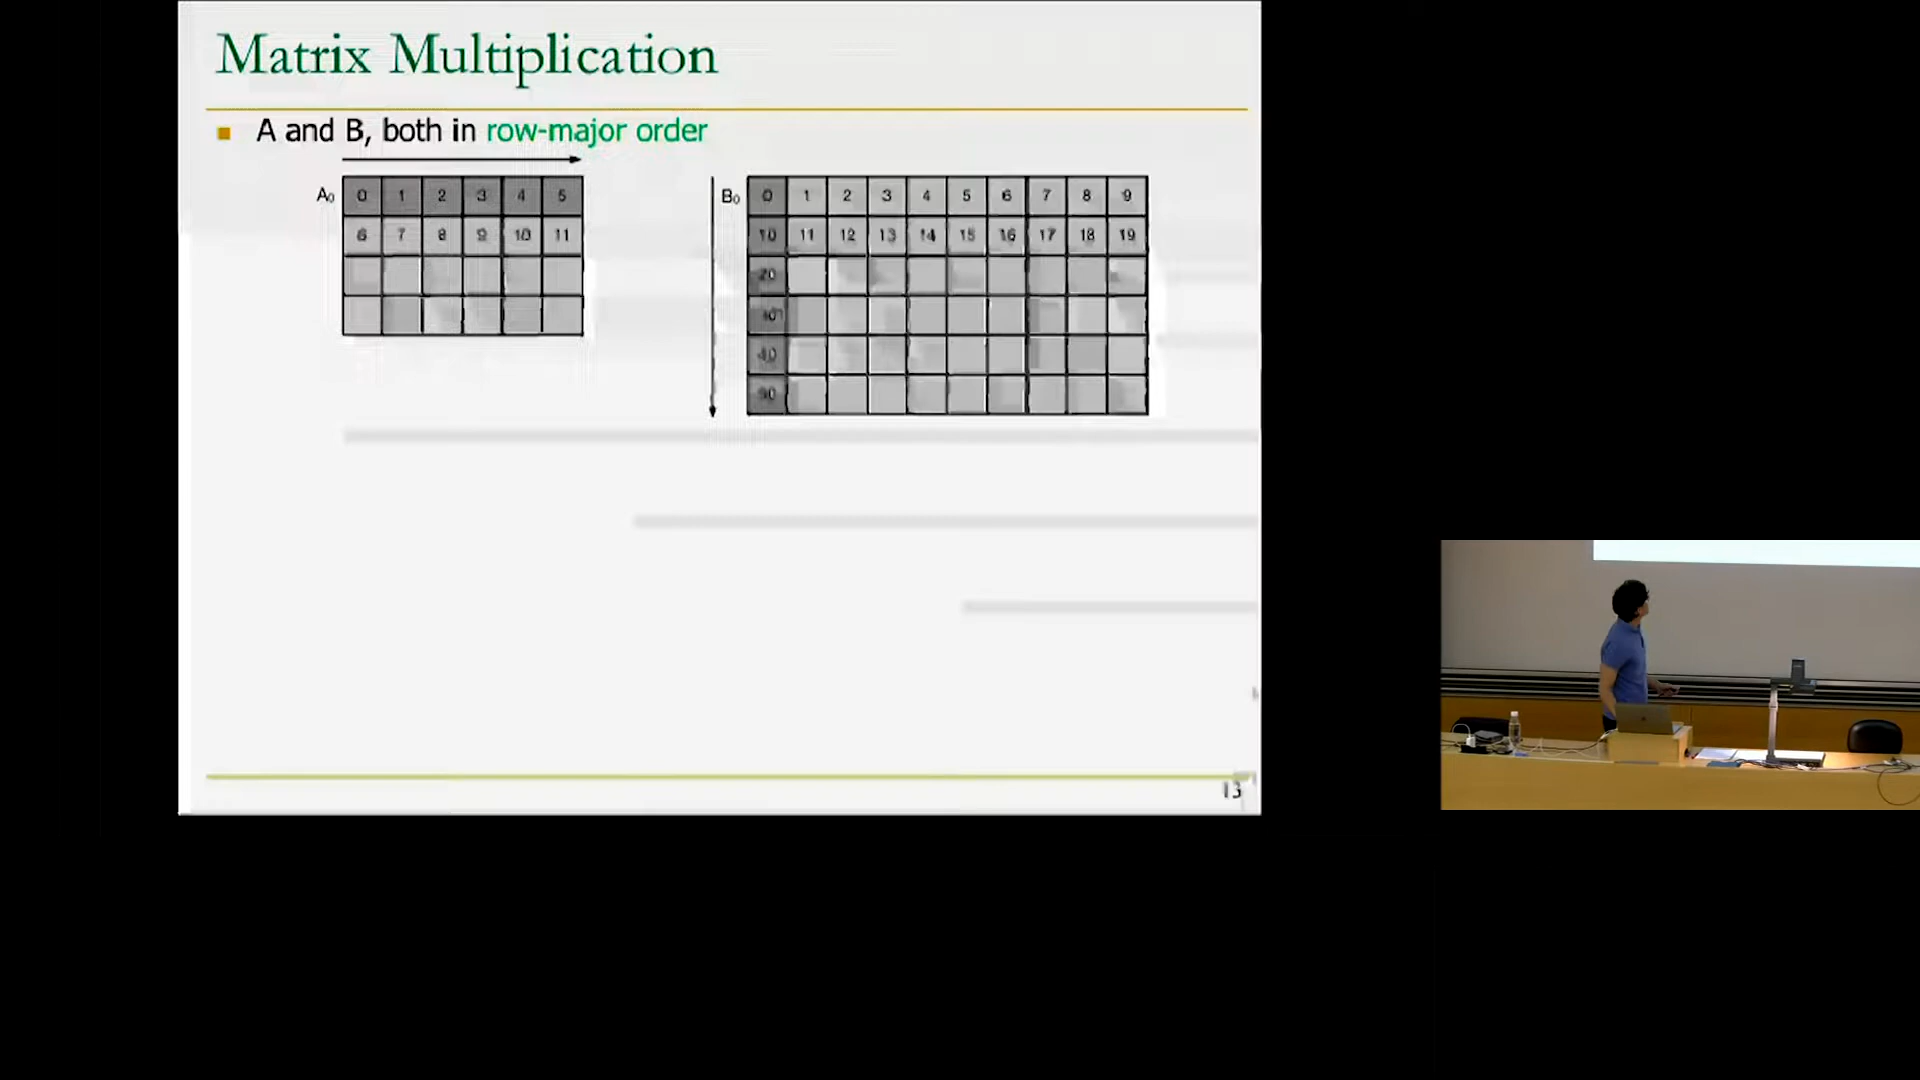 Matrix Multiplication
A and B, both in row-major order
A0 0 1 2 3 4 5
6 7 8 9 10 11
B0 0 1 2 3 4 5 6 7 8 9
10 11 12 13 14 15 16 17 18 19
20
40
13